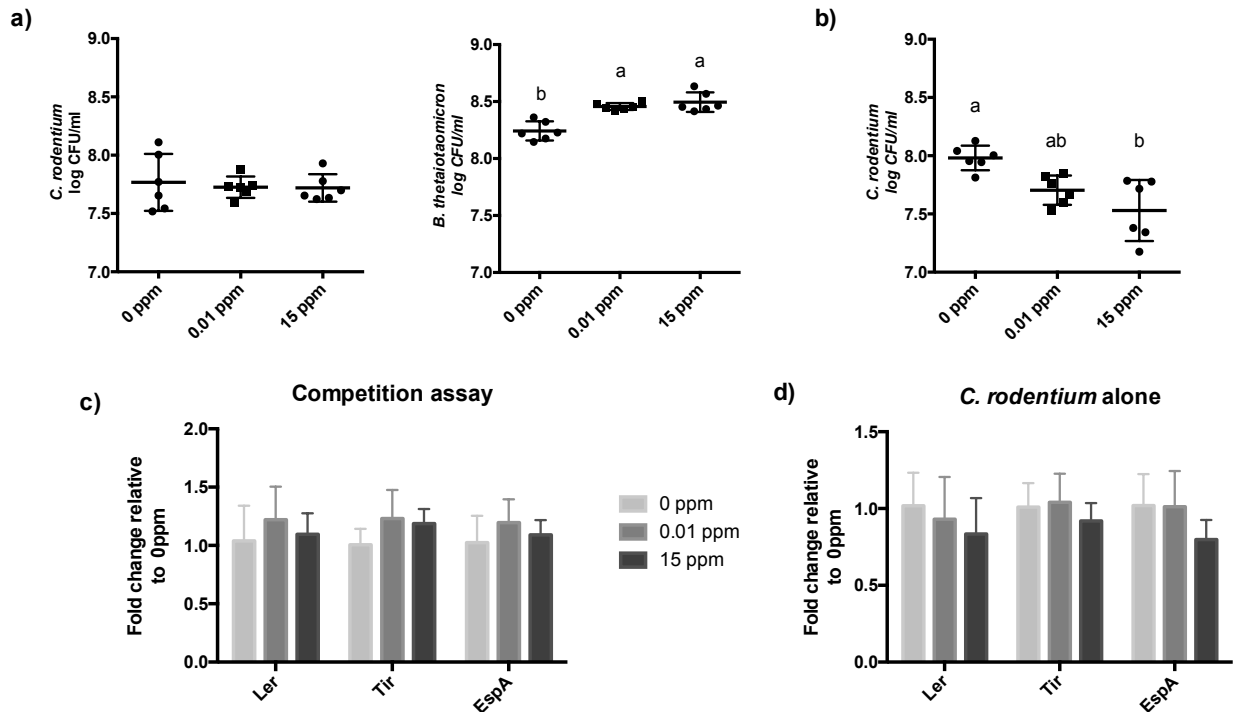 a)
9.0
8.5
8.0
7.5
7.0
C. rodentium
log CFU/ml
0 ppm
0.01 ppm
15 ppm
9.0
8.5
8.0
7.5
7.0
B. thetaiotaomicron
log CFU/ml
b
a
a
0 ppm
0.01 ppm
15 ppm
b)
9.0
8.5
8.0
7.5
7.0
C. rodentium
log CFU/ml
a
ab
b
0 ppm
0.01 ppm
15 ppm
c)
Competition assay
2.0
1.5
1.0
0.5
0.0
Fold change relative
to 0ppm
Ler
Tir
EspA
0 ppm
0.01 ppm
15 ppm
d)
C. rodentium alone
1.5
1.0
0.5
0.0
Fold change relative
to 0ppm
Ler
Tir
EspA